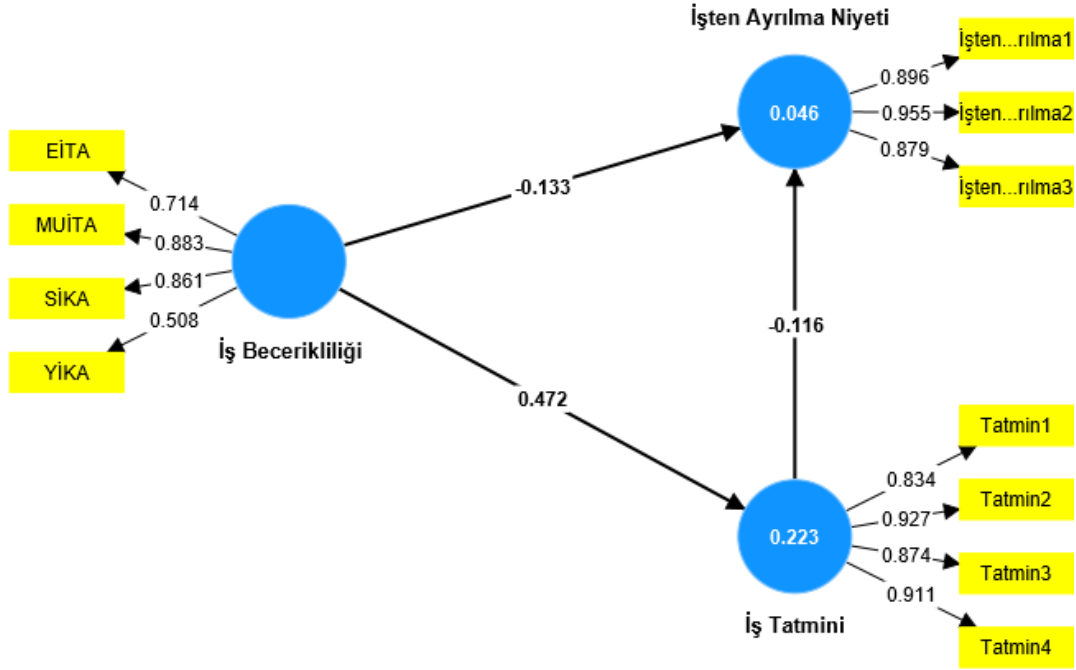 İşten Ayrılma Niyeti
0.046
0.896
0.955
0.879
İşten...rılma1
İşten...rılma2
İşten...rılma3
EİTA
MUİTA
SİKA
YİKA
0.714
0.883
0.861
0.508
İş Becerikliliği
-0.133
0.472
-0.116
0.223
İş Tatmini
0.834
0.927
0.874
0.911
Tatmin1
Tatmin2
Tatmin3
Tatmin4